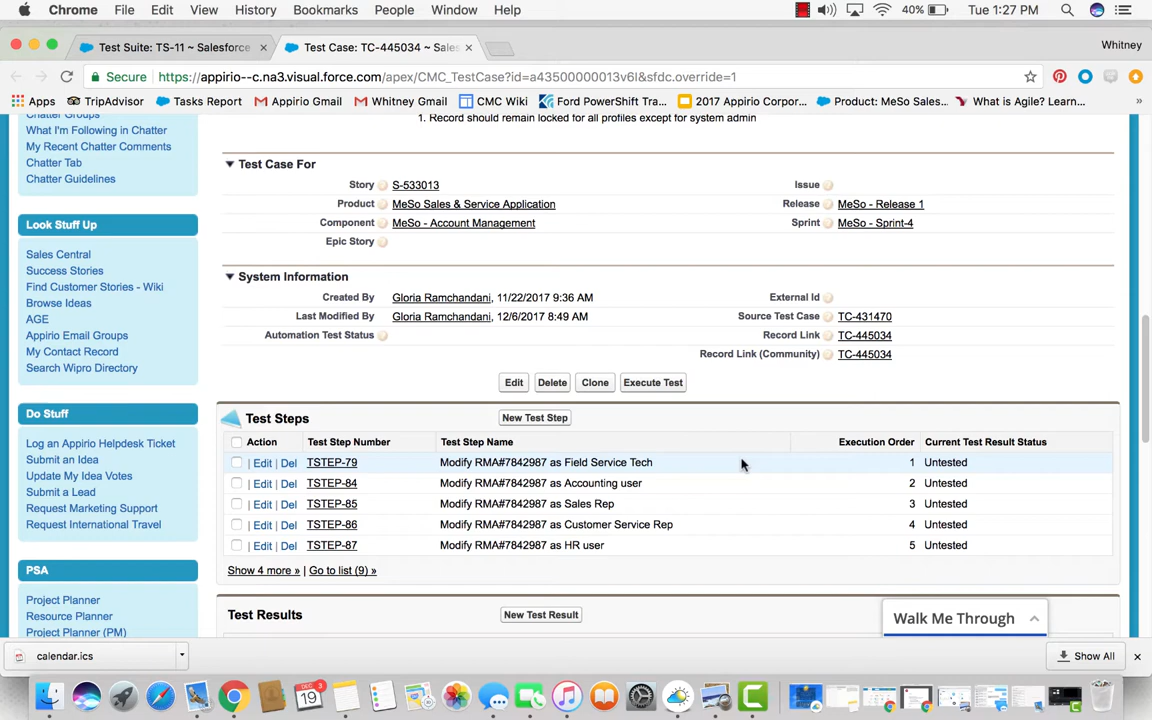 Chrome File Edit View History Bookmarks People Window Help 40% Tue 1:27 PM
Test Suite: TS-11 ~ Salesforce Test Case: TC-445034 ~ Sales Whitney
Secure https://appirio--c.na3.visual.force.com/apex/CMC_TestCase?id=a43500000013v6l&sfdc.override=1
Apps TripAdvisor Tasks Report Appirio Gmail Whitney Gmail CMC Wiki Ford PowerShift Tra... 2017 Appirio Corpor... Product: MeSo Sales... What is Agile? Learn... »
Chatter Groups
What I'm Following in Chatter
My Recent Chatter Comments
Chatter Tab
Chatter Guidelines
Look Stuff Up
Sales Central
Success Stories
Find Customer Stories - Wiki
Browse Ideas
AGE
Appirio Email Groups
My Contact Record
Search Wipro Directory
Do Stuff
Log an Appirio Helpdesk Ticket
Submit an Idea
Update My Idea Votes
Submit a Lead
Request Marketing Support
Request International Travel
PSA
Project Planner
Resource Planner
Project Planner (PM)
1. Record should remain locked for all profiles except for system admin
Test Case For
Story S-533013 Issue
Product MeSo Sales & Service Application Release MeSo - Release 1
Component MeSo - Account Management Sprint MeSo - Sprint-4
Epic Story
System Information
Created By Gloria Ramchandani, 11/22/2017 9:36 AM External Id
Last Modified By Gloria Ramchandani, 12/6/2017 8:49 AM Source Test Case TC-431470
Automation Test Status Record Link TC-445034
Record Link (Community) TC-445034
Edit Delete Clone Execute Test
Test Steps New Test Step
Action Test Step Number Test Step Name Execution Order Current Test Result Status
| Edit | Del TSTEP-79 Modify RMA#7842987 as Field Service Tech 1 Untested
| Edit | Del TSTEP-84 Modify RMA#7842987 as Accounting user 2 Untested
| Edit | Del TSTEP-85 Modify RMA#7842987 as Sales Rep 3 Untested
| Edit | Del TSTEP-86 Modify RMA#7842987 as Customer Service Rep 4 Untested
| Edit | Del TSTEP-87 Modify RMA#7842987 as HR user 5 Untested
Show 4 more » | Go to list (9) »
Test Results New Test Result
Walk Me Through
calendar.ics Show All
DEC 19 3